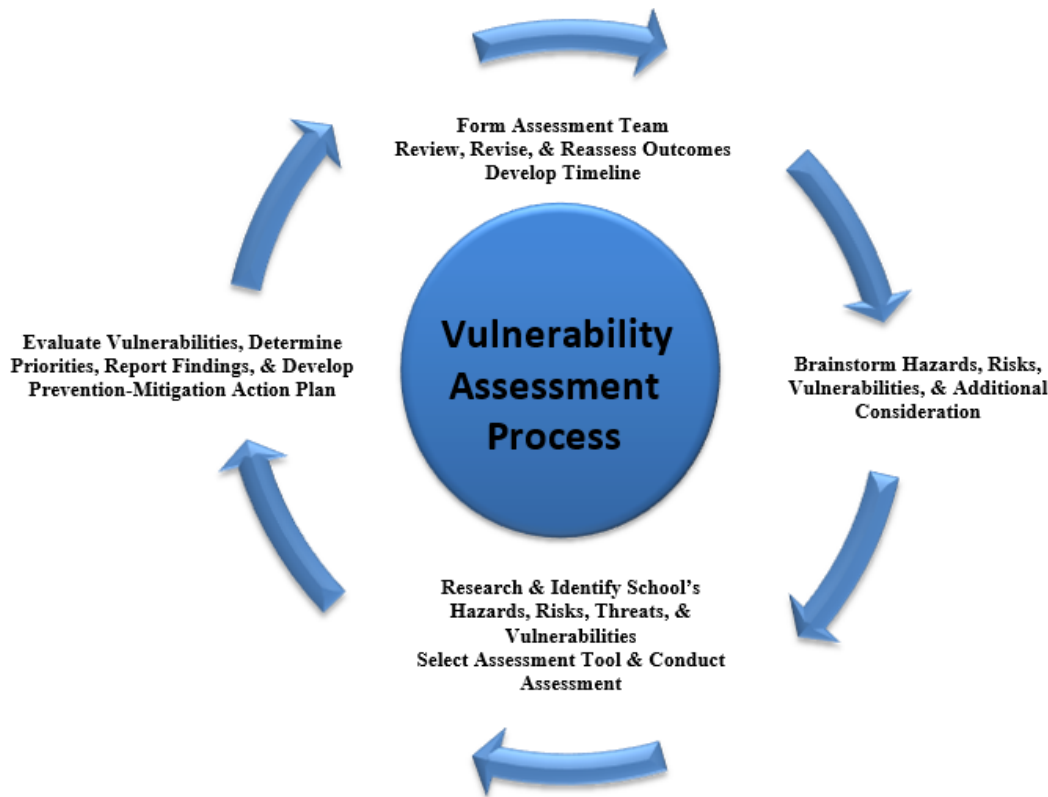 Form Assessment Team
Review, Revise, & Reassess Outcomes
Develop Timeline
Vulnerability
Assessment
Process
Brainstorm Hazards, Risks,
Vulnerabilities, & Additional
Consideration
Research & Identify School’s
Hazards, Risks, Threats, &
Vulnerabilities
Select Assessment Tool & Conduct
Assessment
Evaluate Vulnerabilities, Determine
Priorities, Report Findings, & Develop
Prevention-Mitigation Action Plan